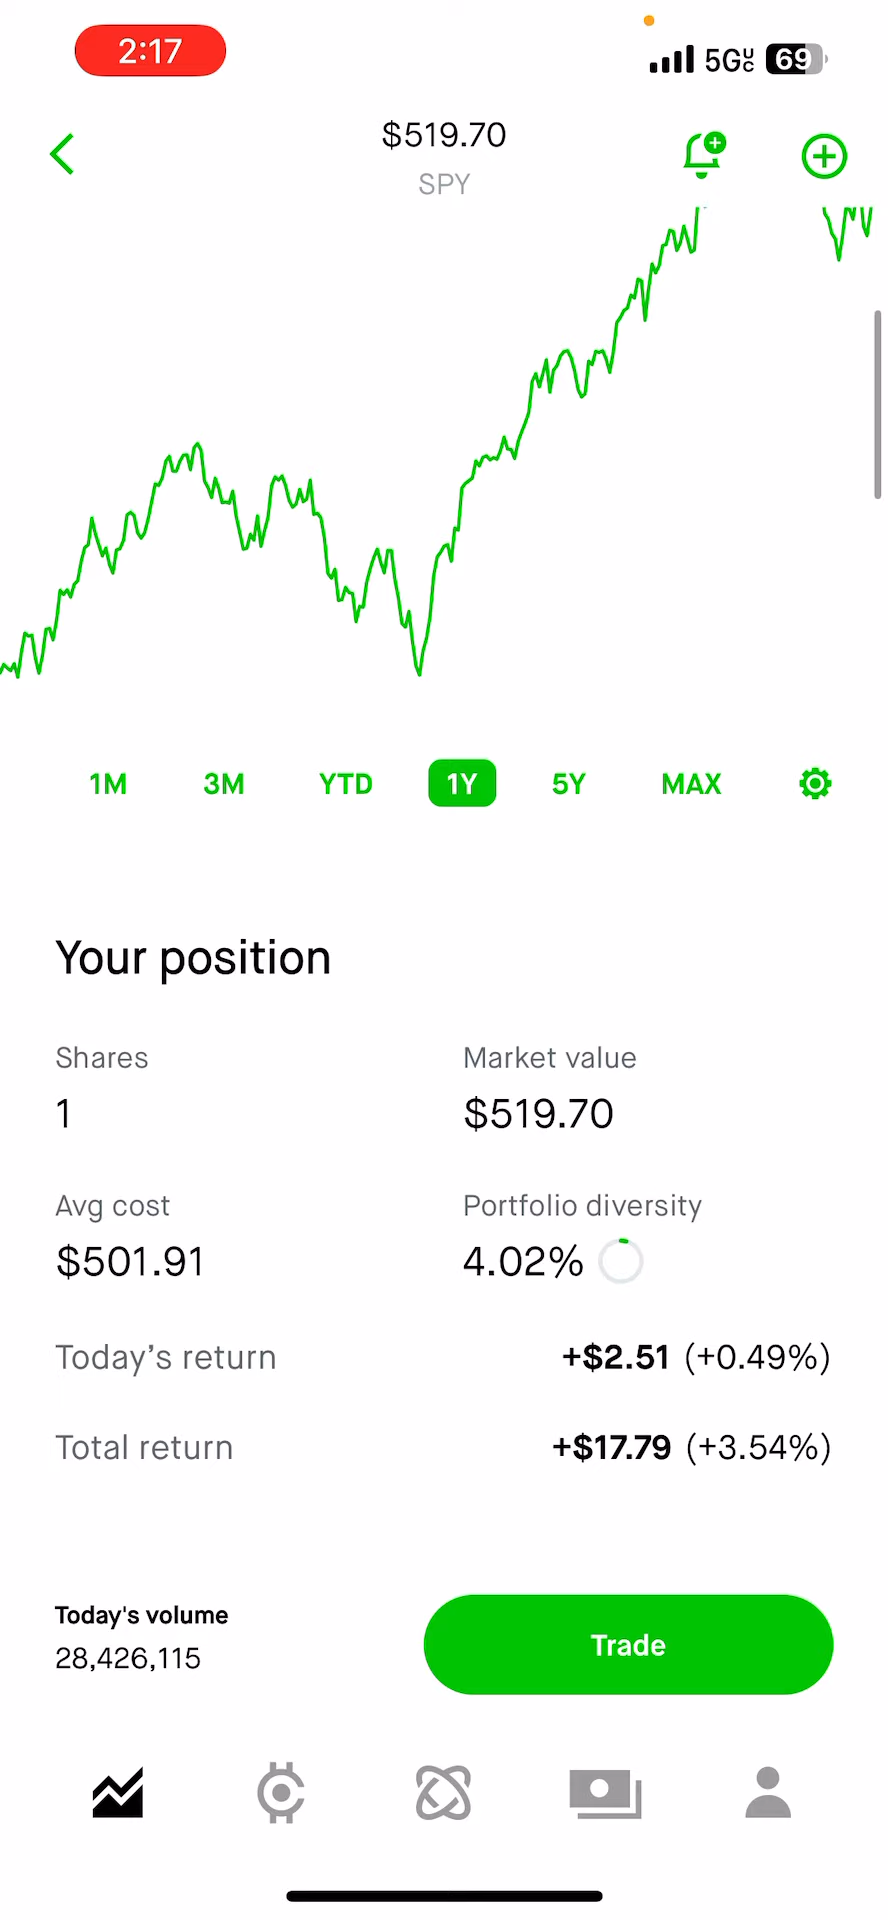 2:17
5GUC 69
$519.70
SPY
1M 3M YTD 1Y 5Y MAX
Your position
Shares Market value
1 $519.70
Avg cost Portfolio diversity
$501.91 4.02%
Today's return +$2.51 (+0.49%)
Total return +$17.79 (+3.54%)
Today's volume
28,426,115
Trade